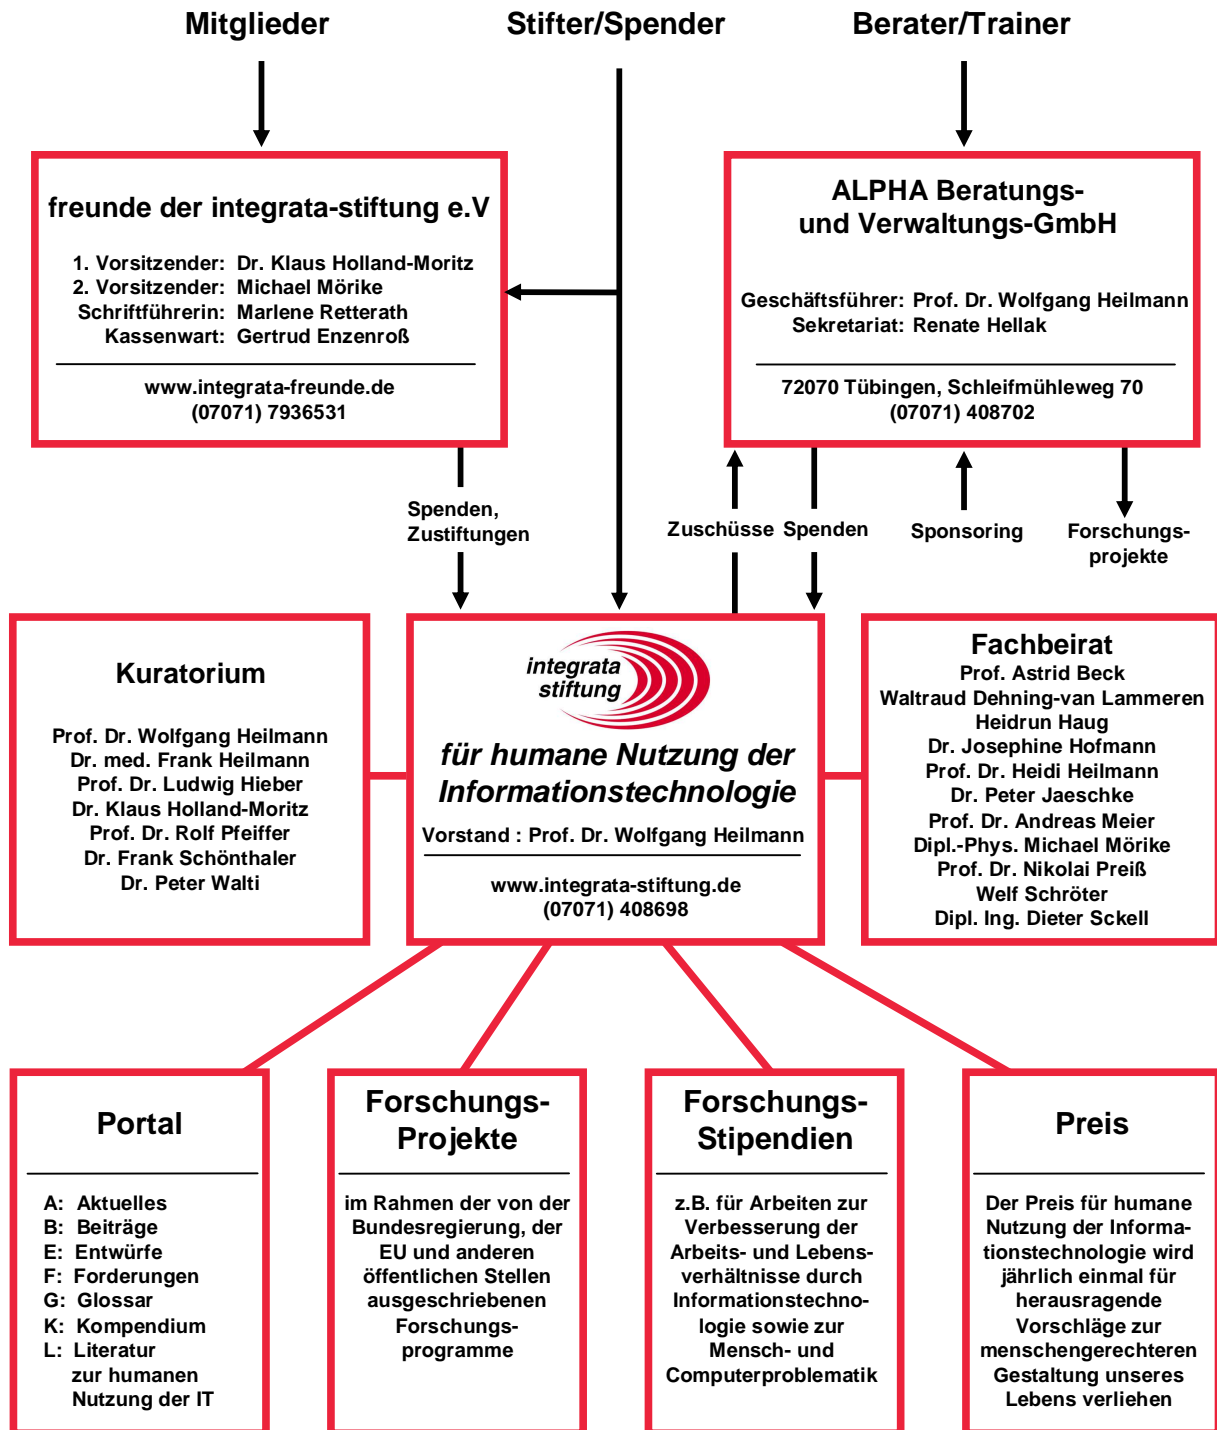 Mitglieder
Stifter/Spender
Berater/Trainer
freunde der integrata-stiftung e.V
1. Vorsitzender: Dr. Klaus Holland-Moritz
2. Vorsitzender: Michael Mörike
Schriftführerin: Marlene Retterath
Kassenwart: Gertrud Enzenroß
www.integrata-freunde.de
(07071) 7936531
ALPHA Beratungs-
und Verwaltungs-GmbH
Geschäftsführer: Prof. Dr. Wolfgang Heilmann
Sekretariat: Renate Hellak
72070 Tübingen, Schleifmühleweg 70
(07071) 408702
Spenden,
Zustiftungen
Zuschüsse
Spenden
Sponsoring
Forschungs-
projekte
Kuratorium
Prof. Dr. Wolfgang Heilmann
Dr. med. Frank Heilmann
Prof. Dr. Ludwig Hieber
Dr. Klaus Holland-Moritz
Prof. Dr. Rolf Pfeiffer
Dr. Frank Schönthaler
Dr. Peter Walti
integrata
stiftung
für humane Nutzung der
Informationstechnologie
Vorstand : Prof. Dr. Wolfgang Heilmann
www.integrata-stiftung.de
(07071) 408698
Fachbeirat
Prof. Astrid Beck
Waltraud Dehning-van Lammeren
Heidrun Haug
Dr. Josephine Hofmann
Prof. Dr. Heidi Heilmann
Dr. Peter Jaeschke
Prof. Dr. Andreas Meier
Dipl.-Phys. Michael Mörike
Prof. Dr. Nikolai Preiß
Welf Schröter
Dipl. Ing. Dieter Sckell
Portal
A: Aktuelles
B: Beiträge
E: Entwürfe
F: Forderungen
G: Glossar
K: Kompendium
L: Literatur
zur humanen
Nutzung der IT
Forschungs-
Projekte
im Rahmen der von der
Bundesregierung, der
EU und anderen
öffentlichen Stellen
ausgeschriebenen
Forschungs-
programme
Forschungs-
Stipendien
z.B. für Arbeiten zur
Verbesserung der
Arbeits- und Lebens-
verhältnisse durch
Informationstechno-
logie sowie zur
Mensch- und
Computerproblematik
Preis
Der Preis für humane
Nutzung der Informa-
tionstechnologie wird
jährlich einmal für
herausragende
Vorschläge zur
menschengerechteren
Gestaltung unseres
Lebens verliehen